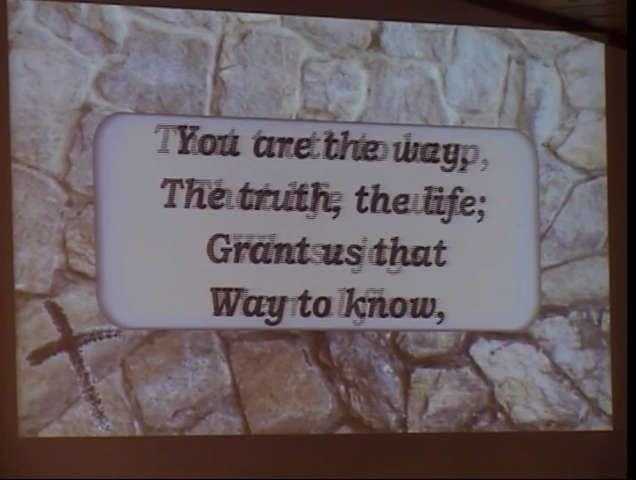 You are the way,
The truth, the life;
Grant us that
Way to know,